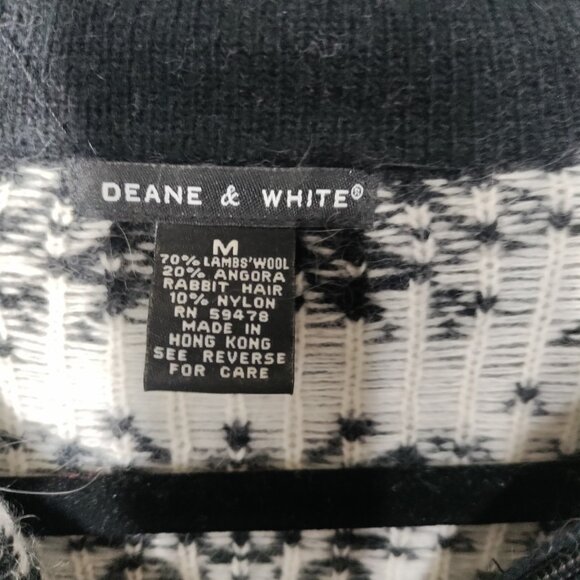 DEANE & WHITE®
M
70% LAMBS'WOOL
20% ANGORA
RABBIT HAIR
10% NYLON
RN 59478
MADE IN
HONG KONG
SEE REVERSE
FOR CARE